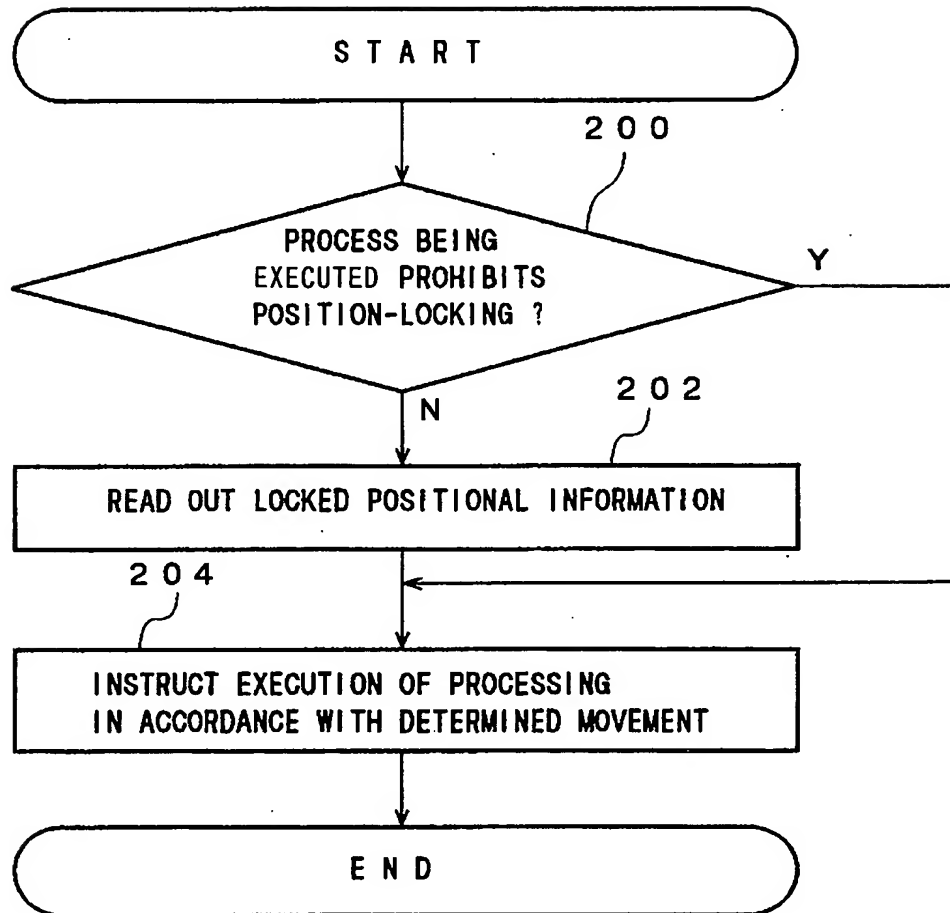 START
200
PROCESS BEING
EXECUTED PROHIBITS
POSITION-LOCKING ?
Y
N
202
READ OUT LOCKED POSITIONAL INFORMATION
204
INSTRUCT EXECUTION OF PROCESSING
IN ACCORDANCE WITH DETERMINED MOVEMENT
END